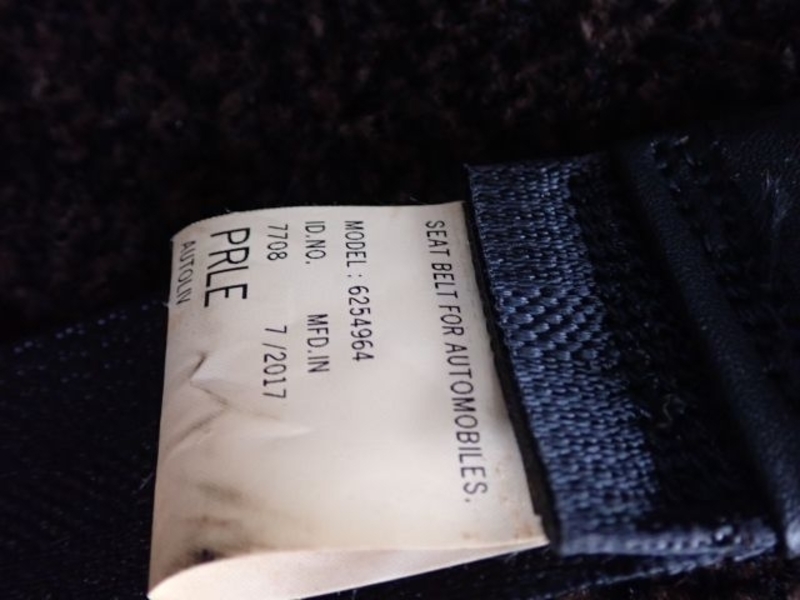 SEAT BELT FOR AUTOMOBILES.
MODEL : 6254964
ID.NO. MFD.IN
7708 7 /2017
PRLE
AUTOLIV